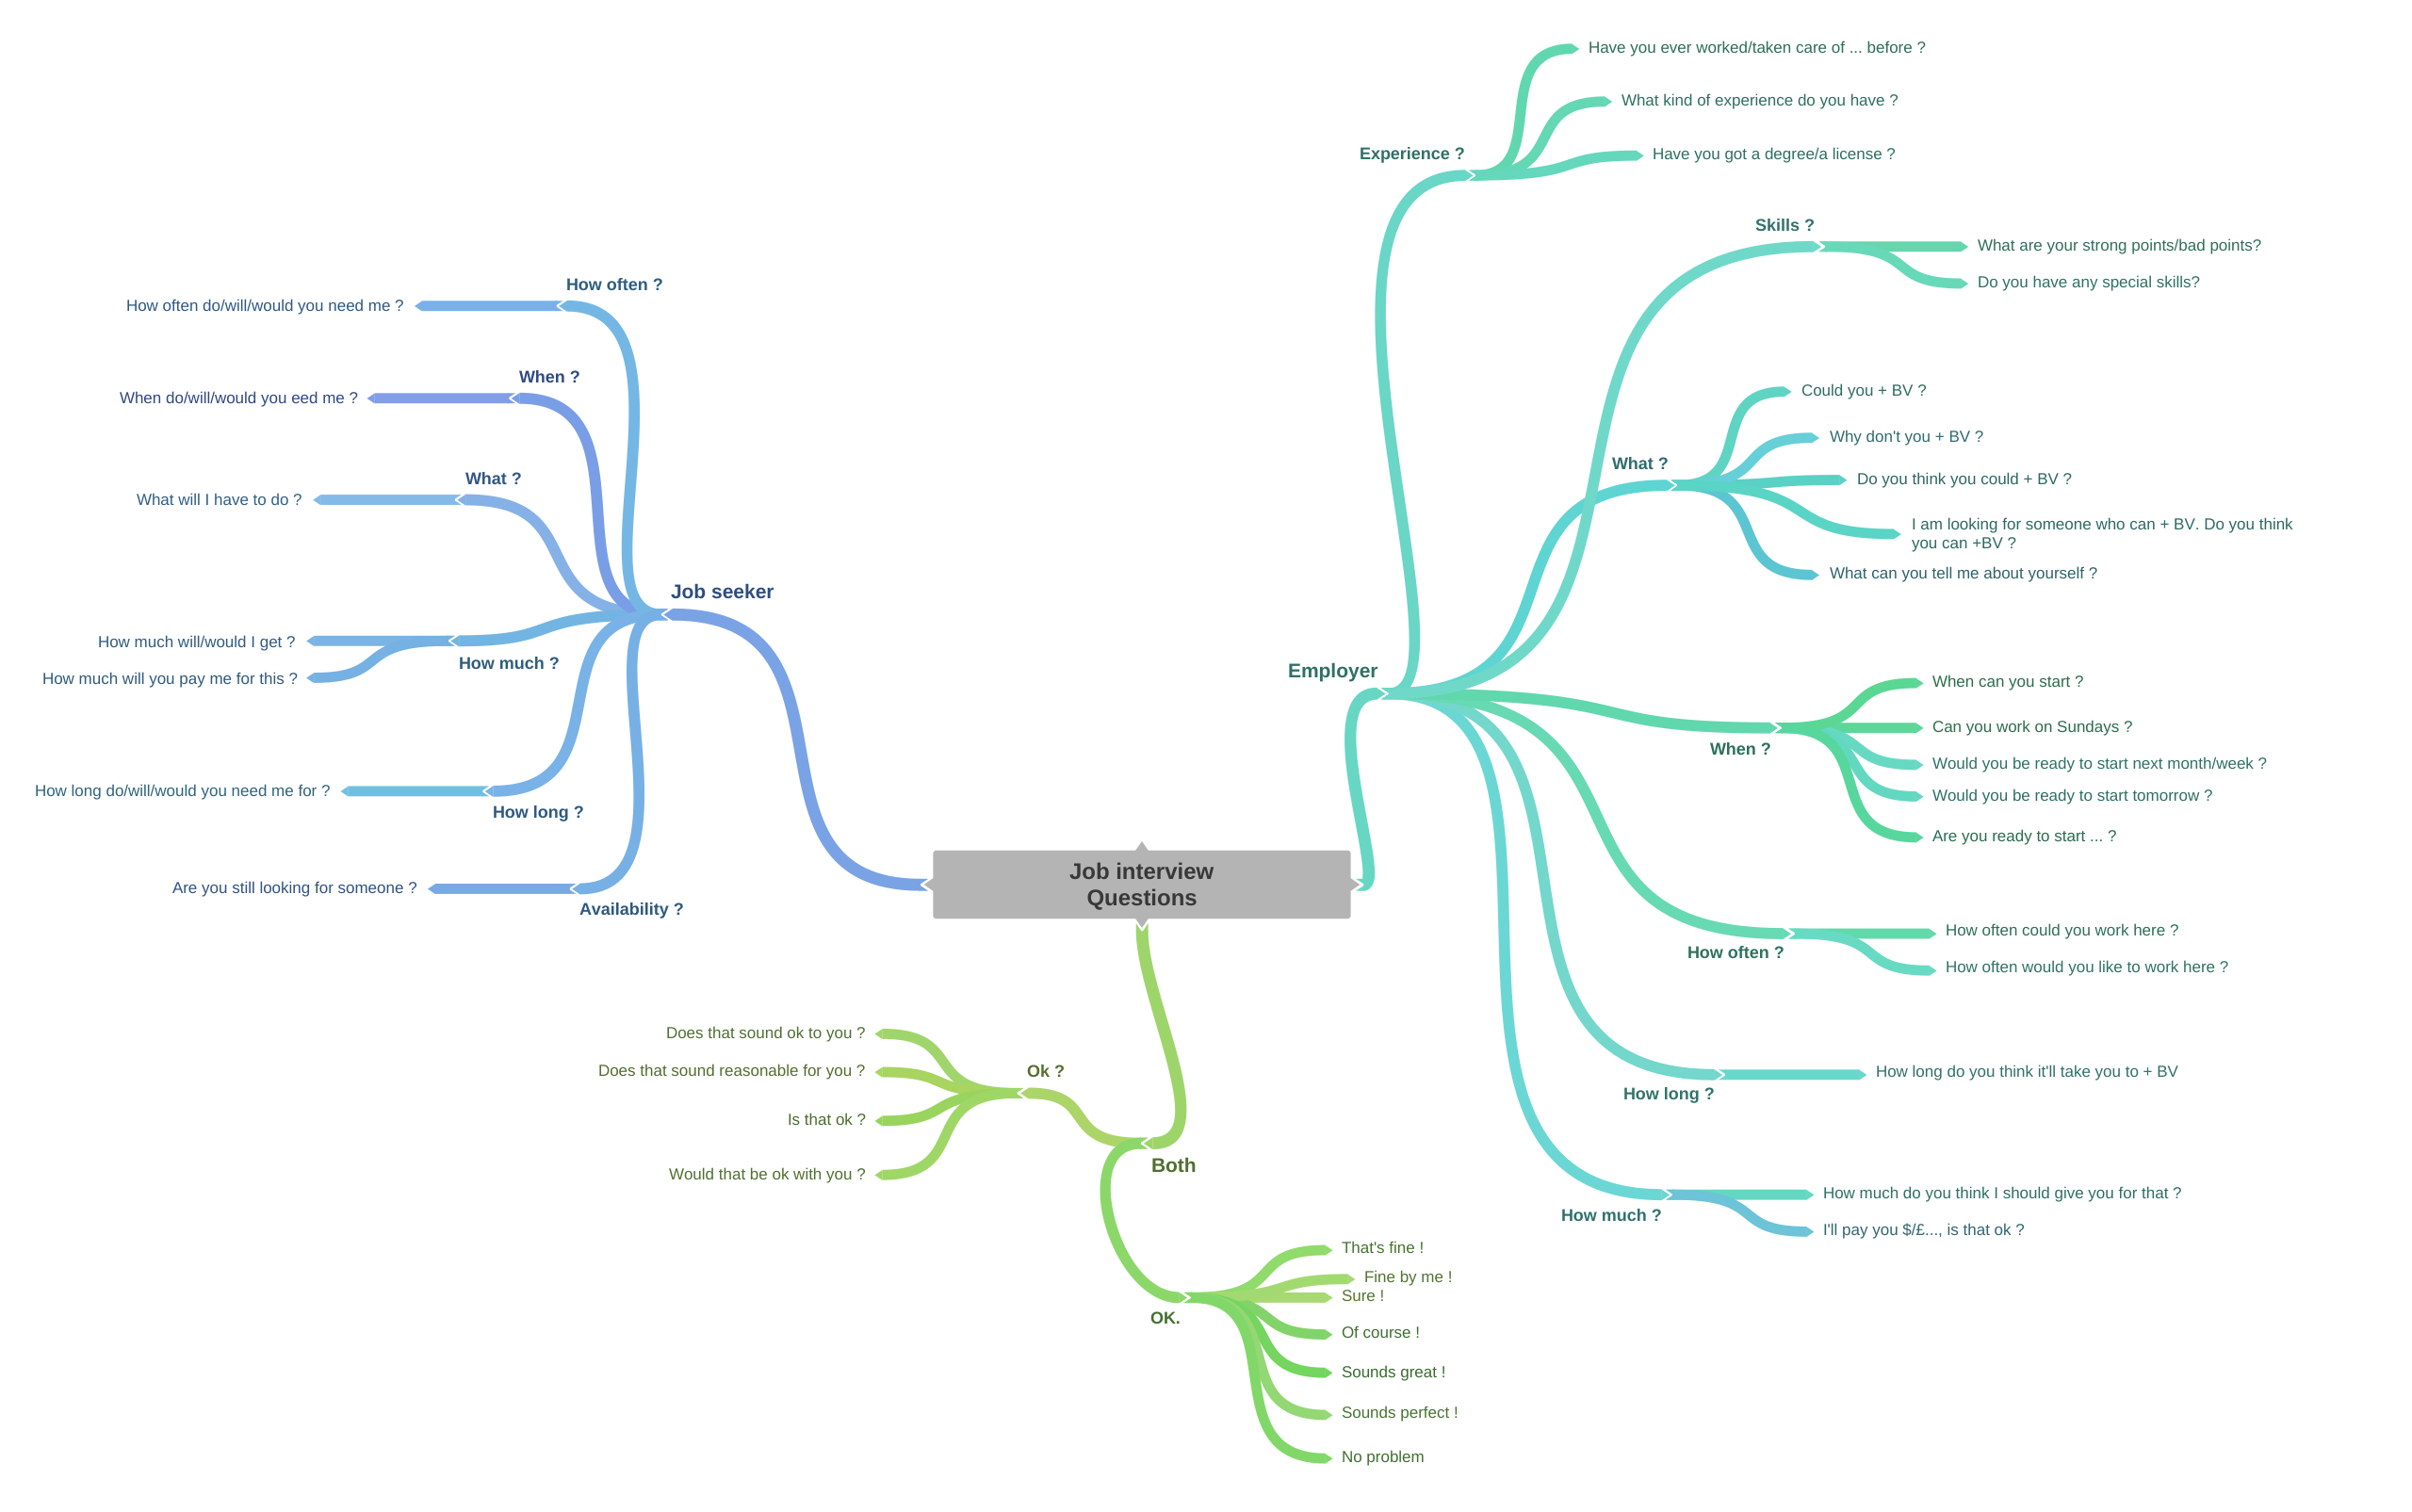 Job interview
Questions
Job seeker
How often ?
How often do/will/would you need me ?
When ?
When do/will/would you eed me ?
What ?
What will I have to do ?
How much ?
How much will/would I get ?
How much will you pay me for this ?
How long ?
How long do/will/would you need me for ?
Availability ?
Are you still looking for someone ?
Employer
Experience ?
Have you ever worked/taken care of ... before ?
What kind of experience do you have ?
Have you got a degree/a license ?
Skills ?
What are your strong points/bad points?
Do you have any special skills?
What ?
Could you + BV ?
Why don't you + BV ?
Do you think you could + BV ?
I am looking for someone who can + BV. Do you think
you can +BV ?
What can you tell me about yourself ?
When ?
When can you start ?
Can you work on Sundays ?
Would you be ready to start next month/week ?
Would you be ready to start tomorrow ?
Are you ready to start ... ?
How often ?
How often could you work here ?
How often would you like to work here ?
How long ?
How long do you think it'll take you to + BV
How much ?
How much do you think I should give you for that ?
I'll pay you $/£..., is that ok ?
Both
Ok ?
Does that sound ok to you ?
Does that sound reasonable for you ?
Is that ok ?
Would that be ok with you ?
OK.
That's fine !
Fine by me !
Sure !
Of course !
Sounds great !
Sounds perfect !
No problem